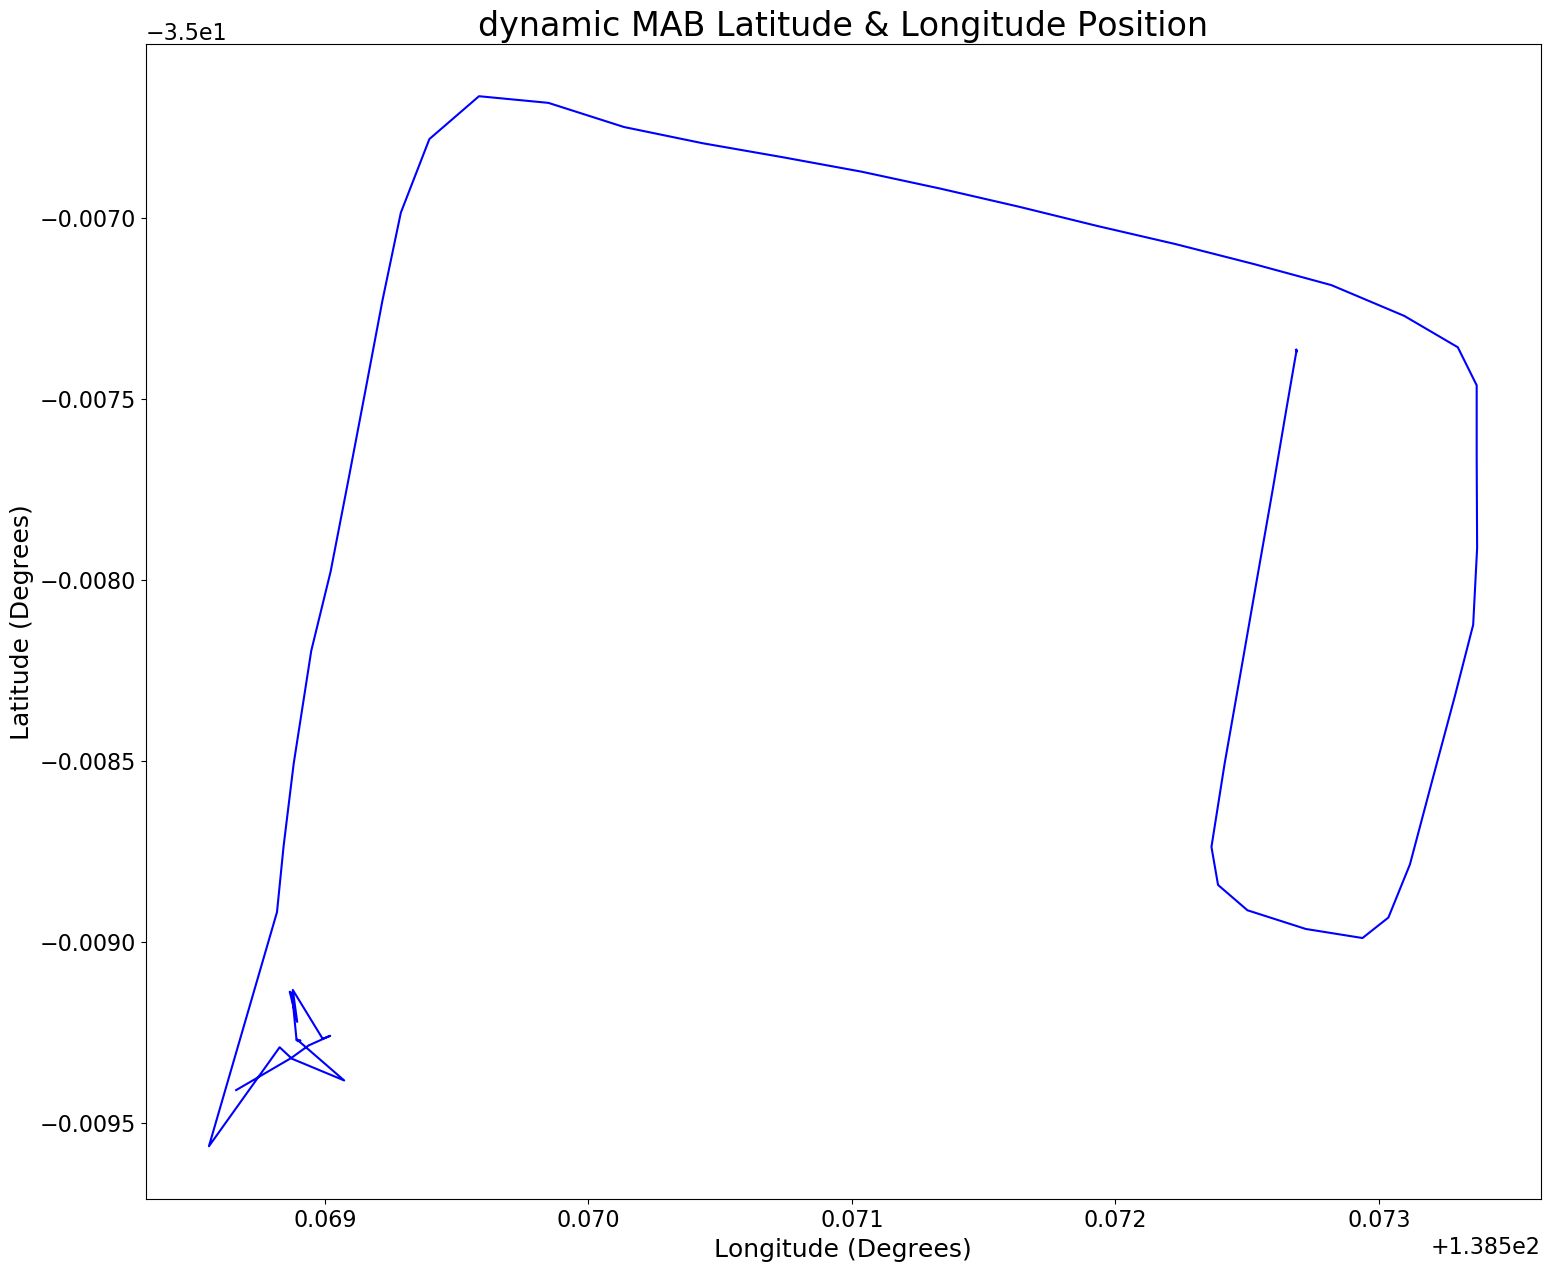 dynamic MAB Latitude & Longitude Position
−3.5e1
−0.0070
−0.0075
−0.0080
−0.0085
−0.0090
−0.0095
Latitude (Degrees)
0.069 0.070 0.071 0.072 0.073
Longitude (Degrees)
+1.385e2